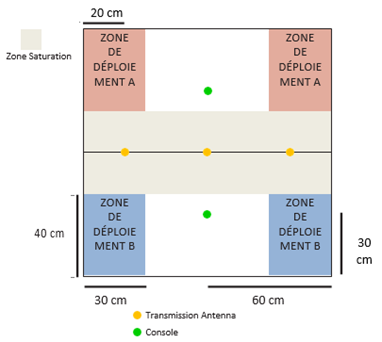 20 cm
Zone Saturation
ZONE
DE
DÉPLOIE
MENT A
ZONE
DE
DÉPLOIE
MENT A
ZONE
DE
DÉPLOIE
MENT B
ZONE
DE
DÉPLOIE
MENT B
40 cm
30
cm
30 cm
60 cm
Transmission Antenna
Console